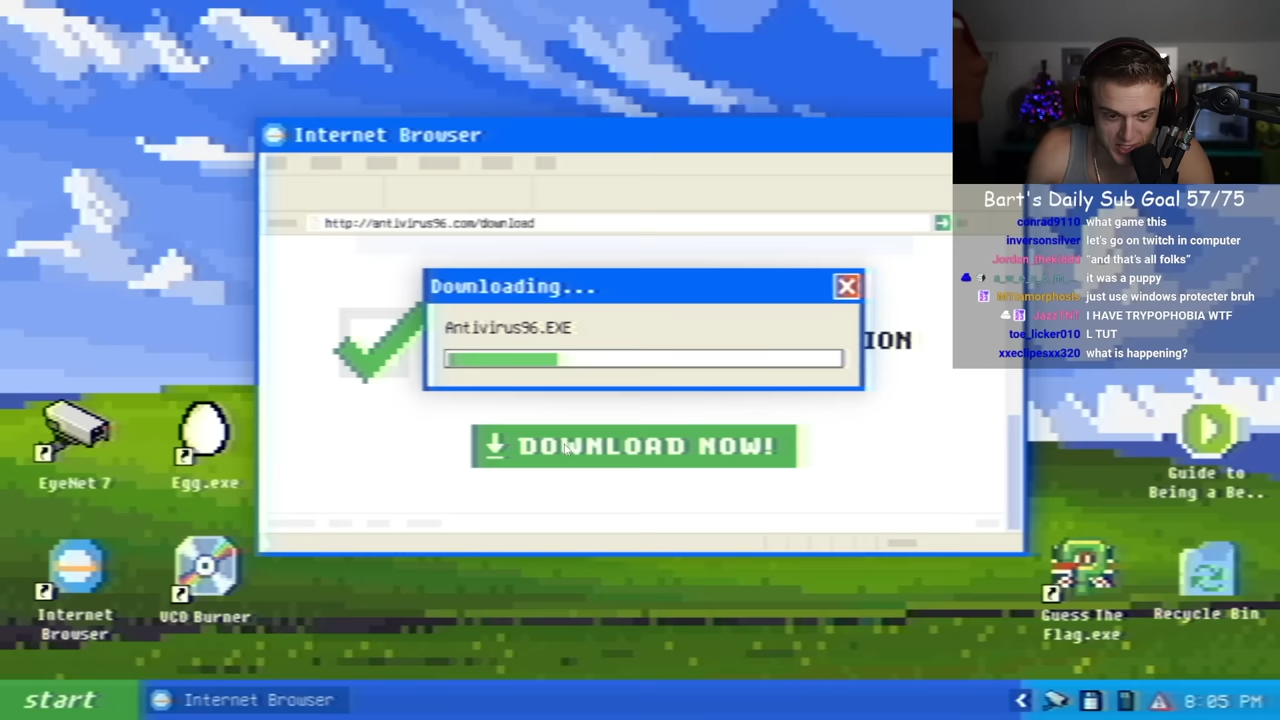 Internet Browser
http://antivirus96.com/download
Downloading...
Antivirus96.EXE
ION
DOWNLOAD NOW!
EyeNet 7
Egg.exe
Internet
Browser
VCD Burner
Guide to
Being a Be..
Guess The
Flag.exe
Recycle Bin
start
Internet Browser
8:05 PM
Bart's Daily Sub Goal 57/75
conrad9110 what game this
inversonsilver let's go on twitch in computer
"and that's all folks"
it was a puppy
just use windows protecter bruh
I HAVE TRYPOPHOBIA WTF
toe_licker010 L TUT
xxeclipesxx320 what is happening?